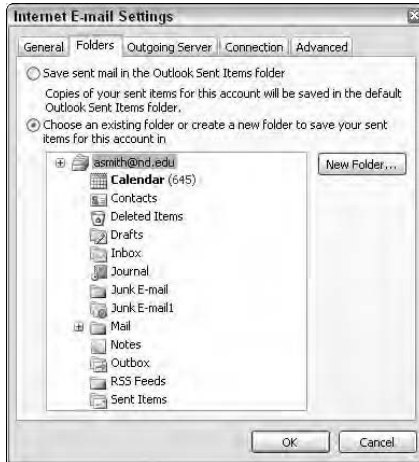 Internet E-mail Settings
General Folders Outgoing Server Connection Advanced
Save sent mail in the Outlook Sent Items folder
Copies of your sent items for this account will be saved in the default
Outlook Sent Items folder.
Choose an existing folder or create a new folder to save your sent
items for this account in
asmith@nd.edu
New Folder...
Calendar (645)
Contacts
Deleted Items
Drafts
Inbox
Journal
Junk E-mail
Junk E-mail1
Mail
Notes
Outbox
RSS Feeds
Sent Items
OK Cancel